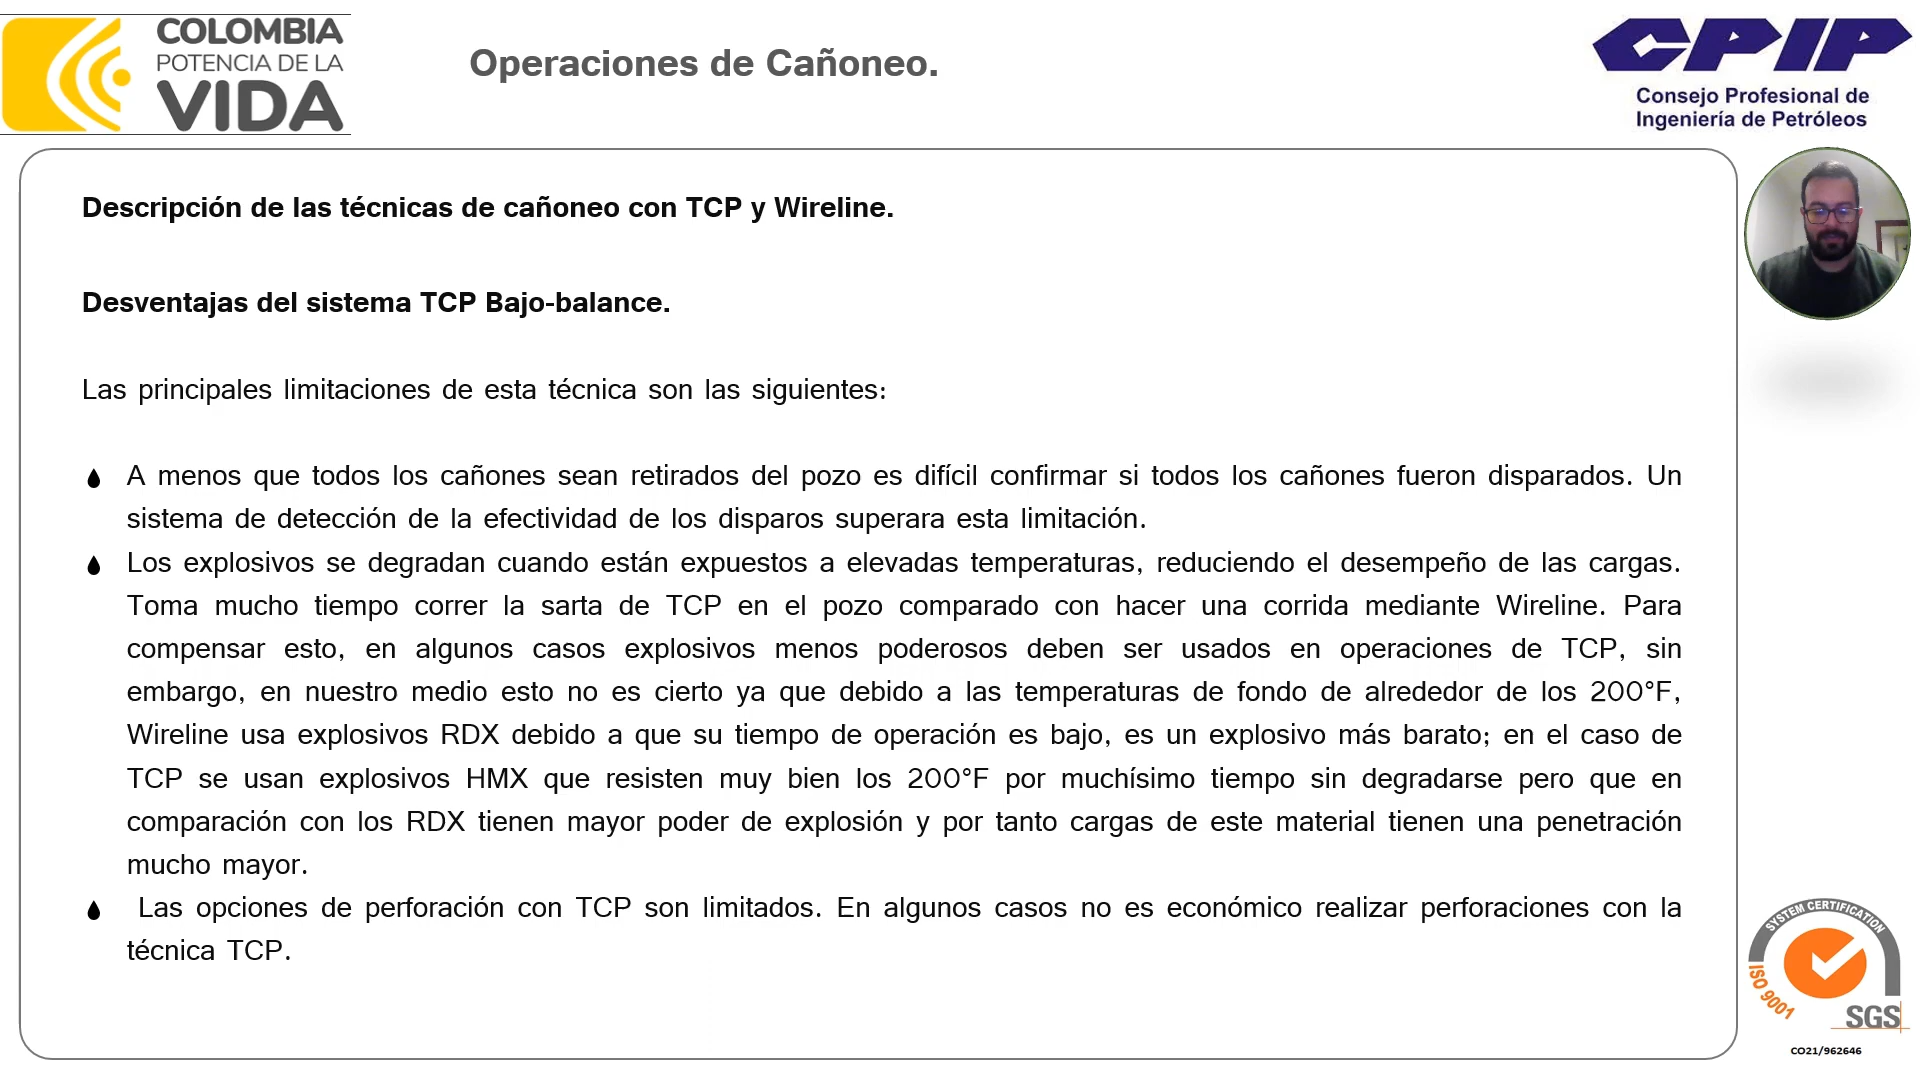 COLOMBIA
POTENCIA DE LA
VIDA
Operaciones de Cañoneo.
CPIP
Consejo Profesional de
Ingeniería de Petróleos
Descripción de las técnicas de cañoneo con TCP y Wireline.
Desventajas del sistema TCP Bajo-balance.
Las principales limitaciones de esta técnica son las siguientes:
A menos que todos los cañones sean retirados del pozo es difícil confirmar si todos los cañones fueron disparados. Un
sistema de detección de la efectividad de los disparos superara esta limitación.
Los explosivos se degradan cuando están expuestos a elevadas temperaturas, reduciendo el desempeño de las cargas.
Toma mucho tiempo correr la sarta de TCP en el pozo comparado con hacer una corrida mediante Wireline. Para
compensar esto, en algunos casos explosivos menos poderosos deben ser usados en operaciones de TCP, sin
embargo, en nuestro medio esto no es cierto ya que debido a las temperaturas de fondo de alrededor de los 200°F,
Wireline usa explosivos RDX debido a que su tiempo de operación es bajo, es un explosivo más barato; en el caso de
TCP se usan explosivos HMX que resisten muy bien los 200°F por muchísimo tiempo sin degradarse pero que en
comparación con los RDX tienen mayor poder de explosión y por tanto cargas de este material tienen una penetración
mucho mayor.
Las opciones de perforación con TCP son limitados. En algunos casos no es económico realizar perforaciones con la
técnica TCP.
SYSTEM CERTIFICATION
ISO 9001
SGS
CO21/962646